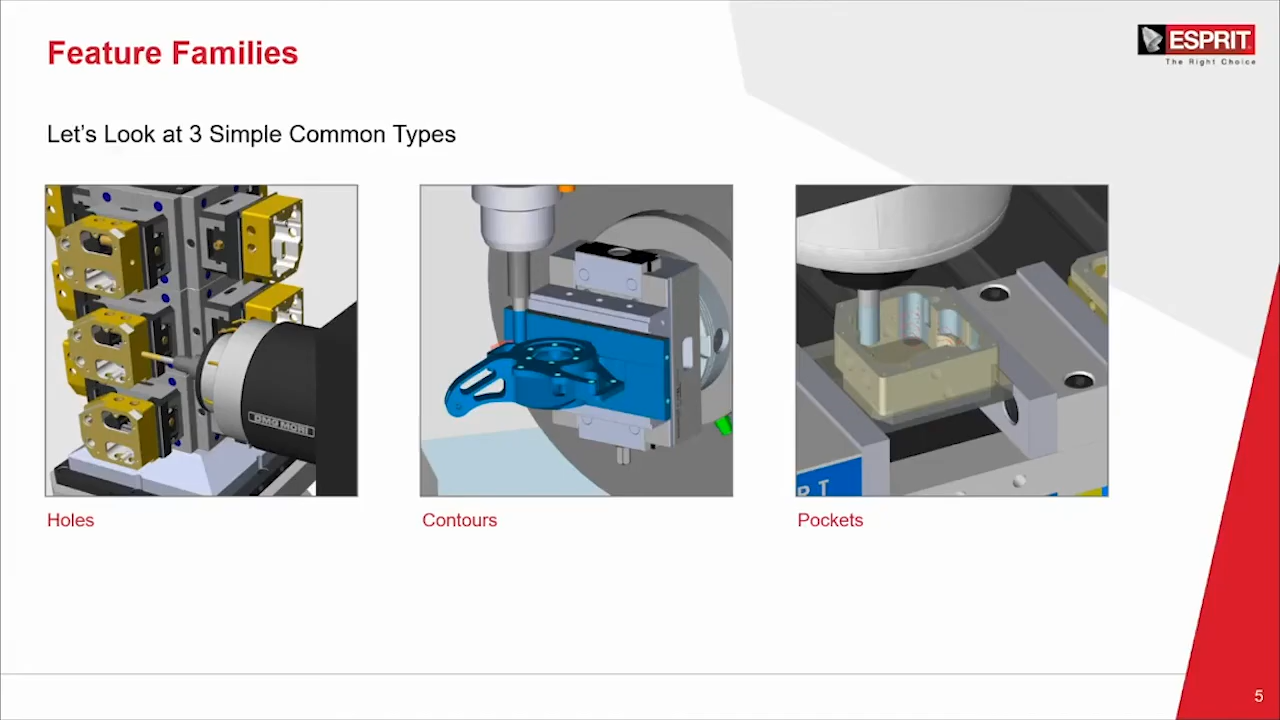 Feature Families
ESPRIT
The Right Choice
Let's Look at 3 Simple Common Types
DMG MORI
RT
Holes
Contours
Pockets
5